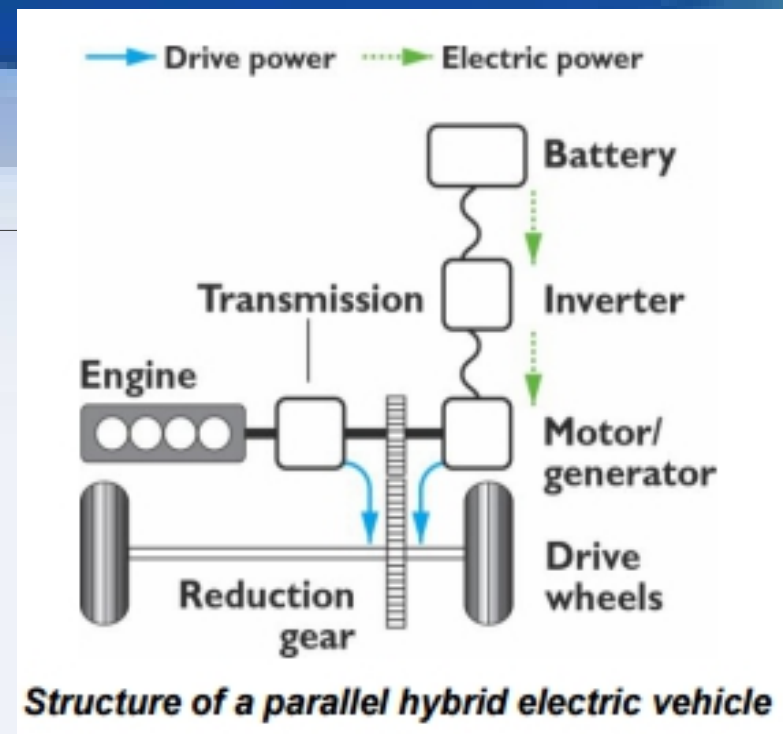 Drive power
Electric power
Battery
Transmission
Inverter
Engine
Motor/
generator
Drive
wheels
Reduction
gear
Structure of a parallel hybrid electric vehicle